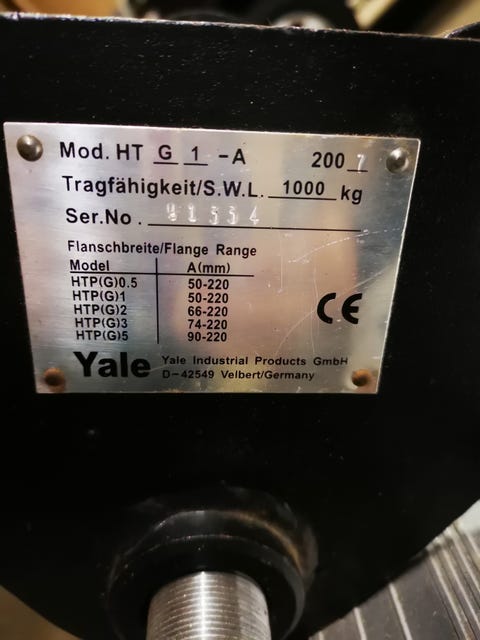 Mod. HT G 1 -A 2007
Tragfähigkeit/S.W.L. 1000 kg
Ser.No.
Flanschbreite/Flange Range
Model A(mm)
HTP(G)0.5 50-220
HTP(G)1 50-220
HTP(G)2 66-220
HTP(G)3 74-220
HTP(G)5 90-220
CE
Yale Yale Industrial Products GmbH
D-42549 Velbert/Germany